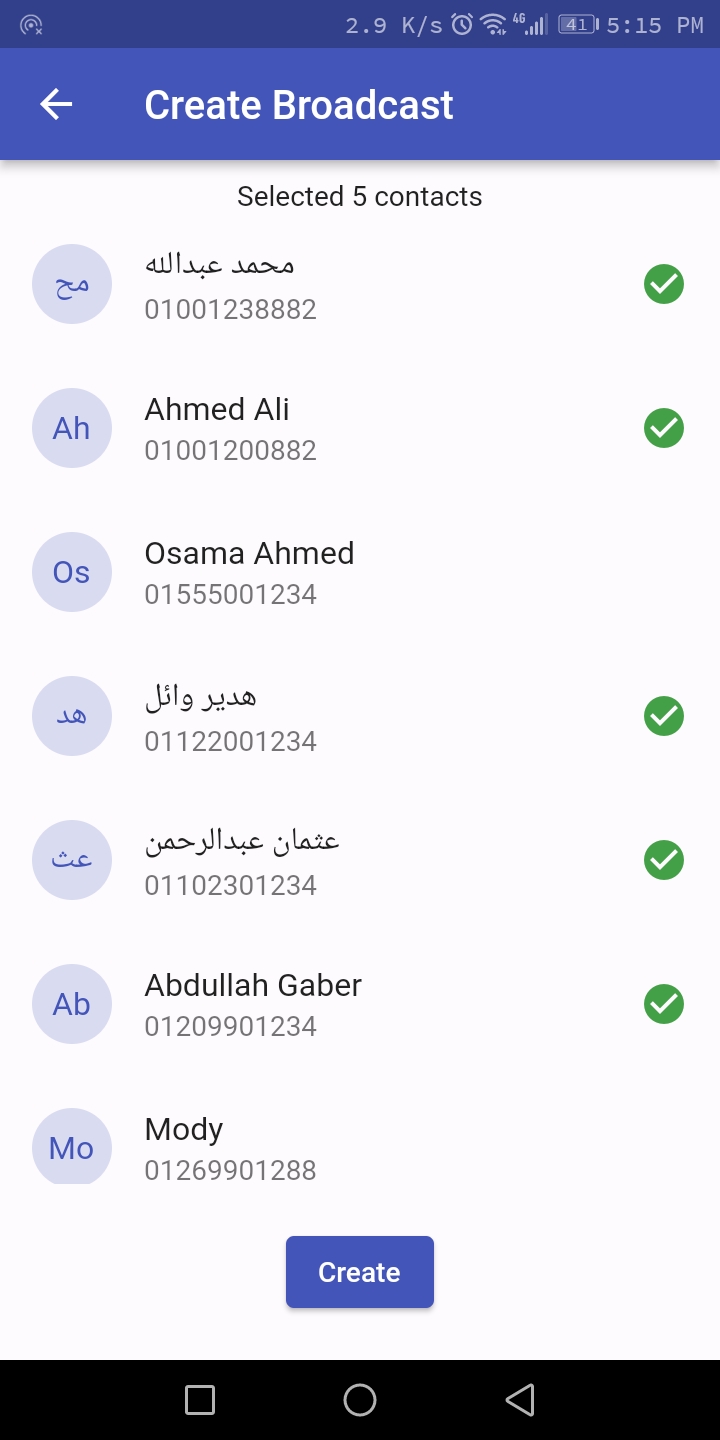 2.9 K/s 4G 41 5:15 PM
Create Broadcast
Selected 5 contacts
مح
محمد عبدالله
01001238882
Ah
Ahmed Ali
01001200882
Os
Osama Ahmed
01555001234
هد
هدير وائل
01122001234
عث
عثمان عبدالرحمن
01102301234
Ab
Abdullah Gaber
01209901234
Mo
Mody
01269901288
Create